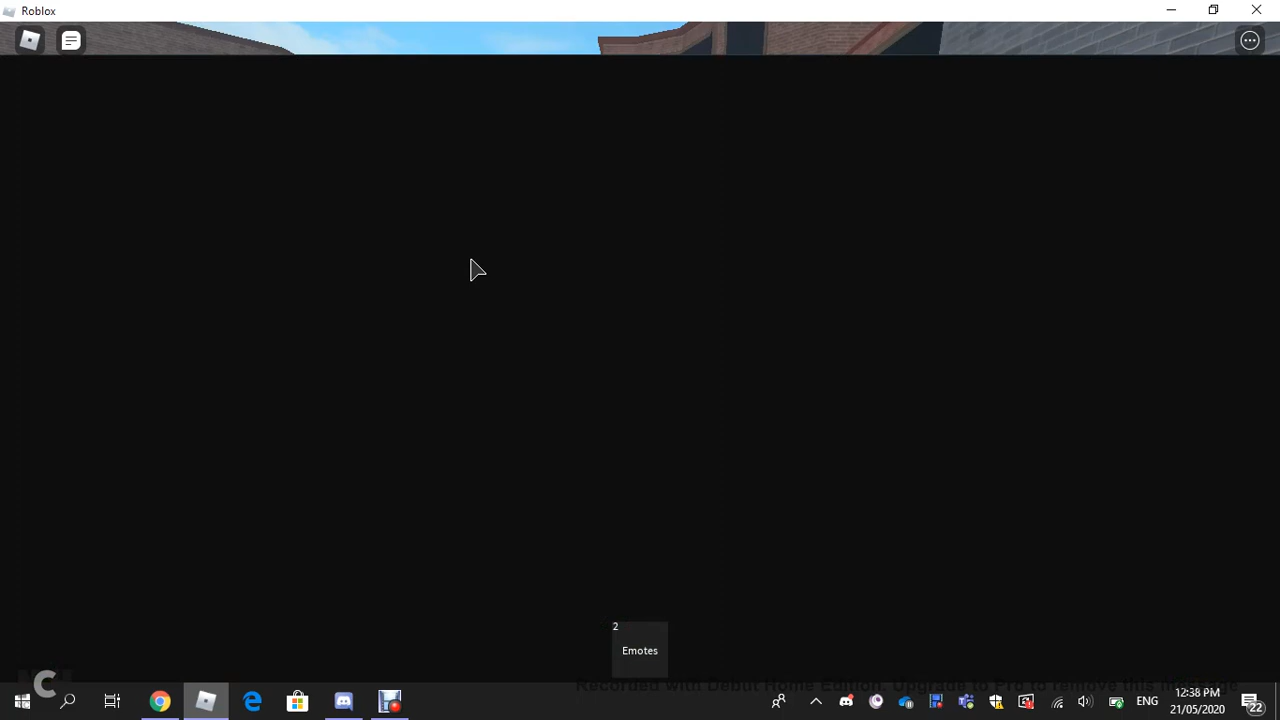 Roblox
2
Emotes
Recorded with Debut Home Edition. Upgrade to Pro to remove this message
12:38 PM
ENG
21/05/2020
22